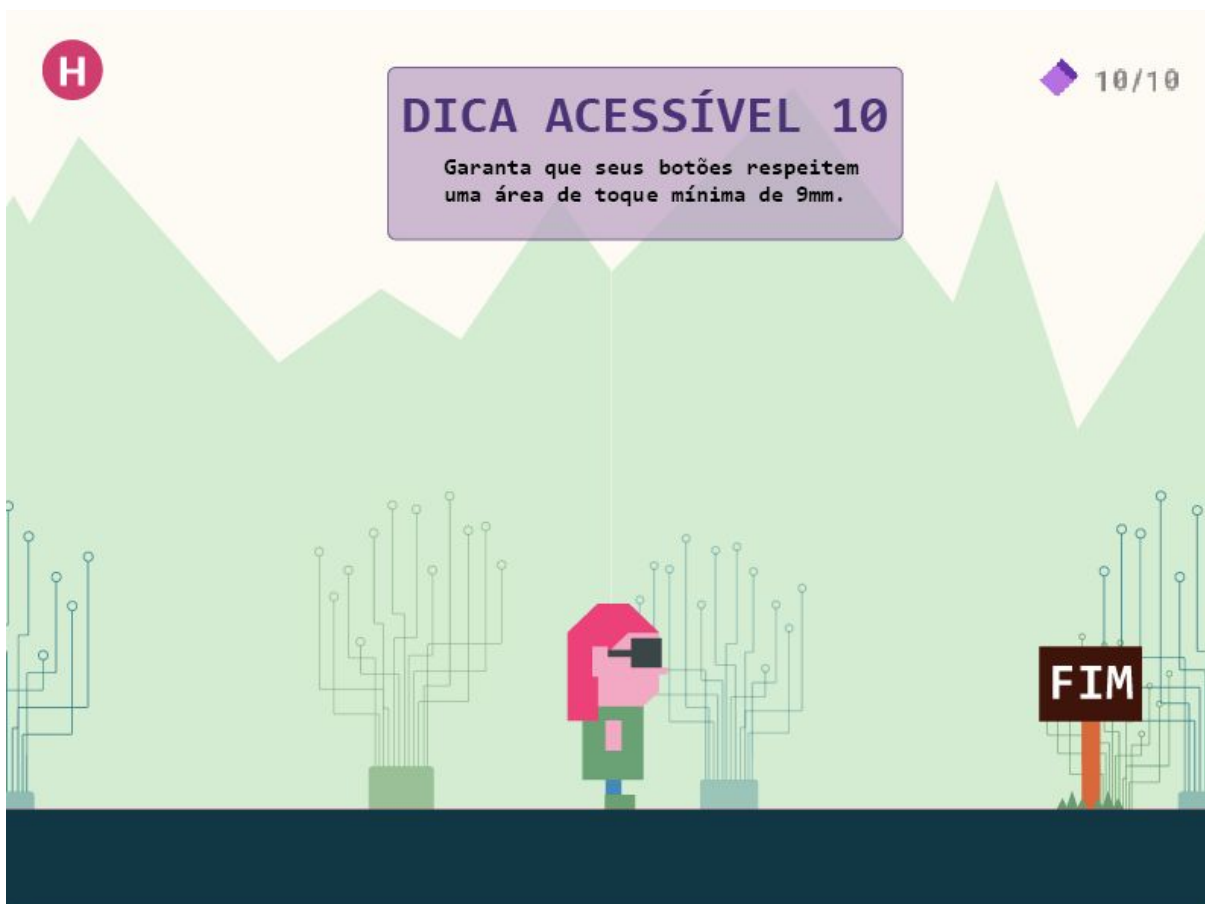 H
DICA ACESSÍVEL 10
10/10
Garanta que seus botões respeitem
uma área de toque mínima de 9mm.
FIM